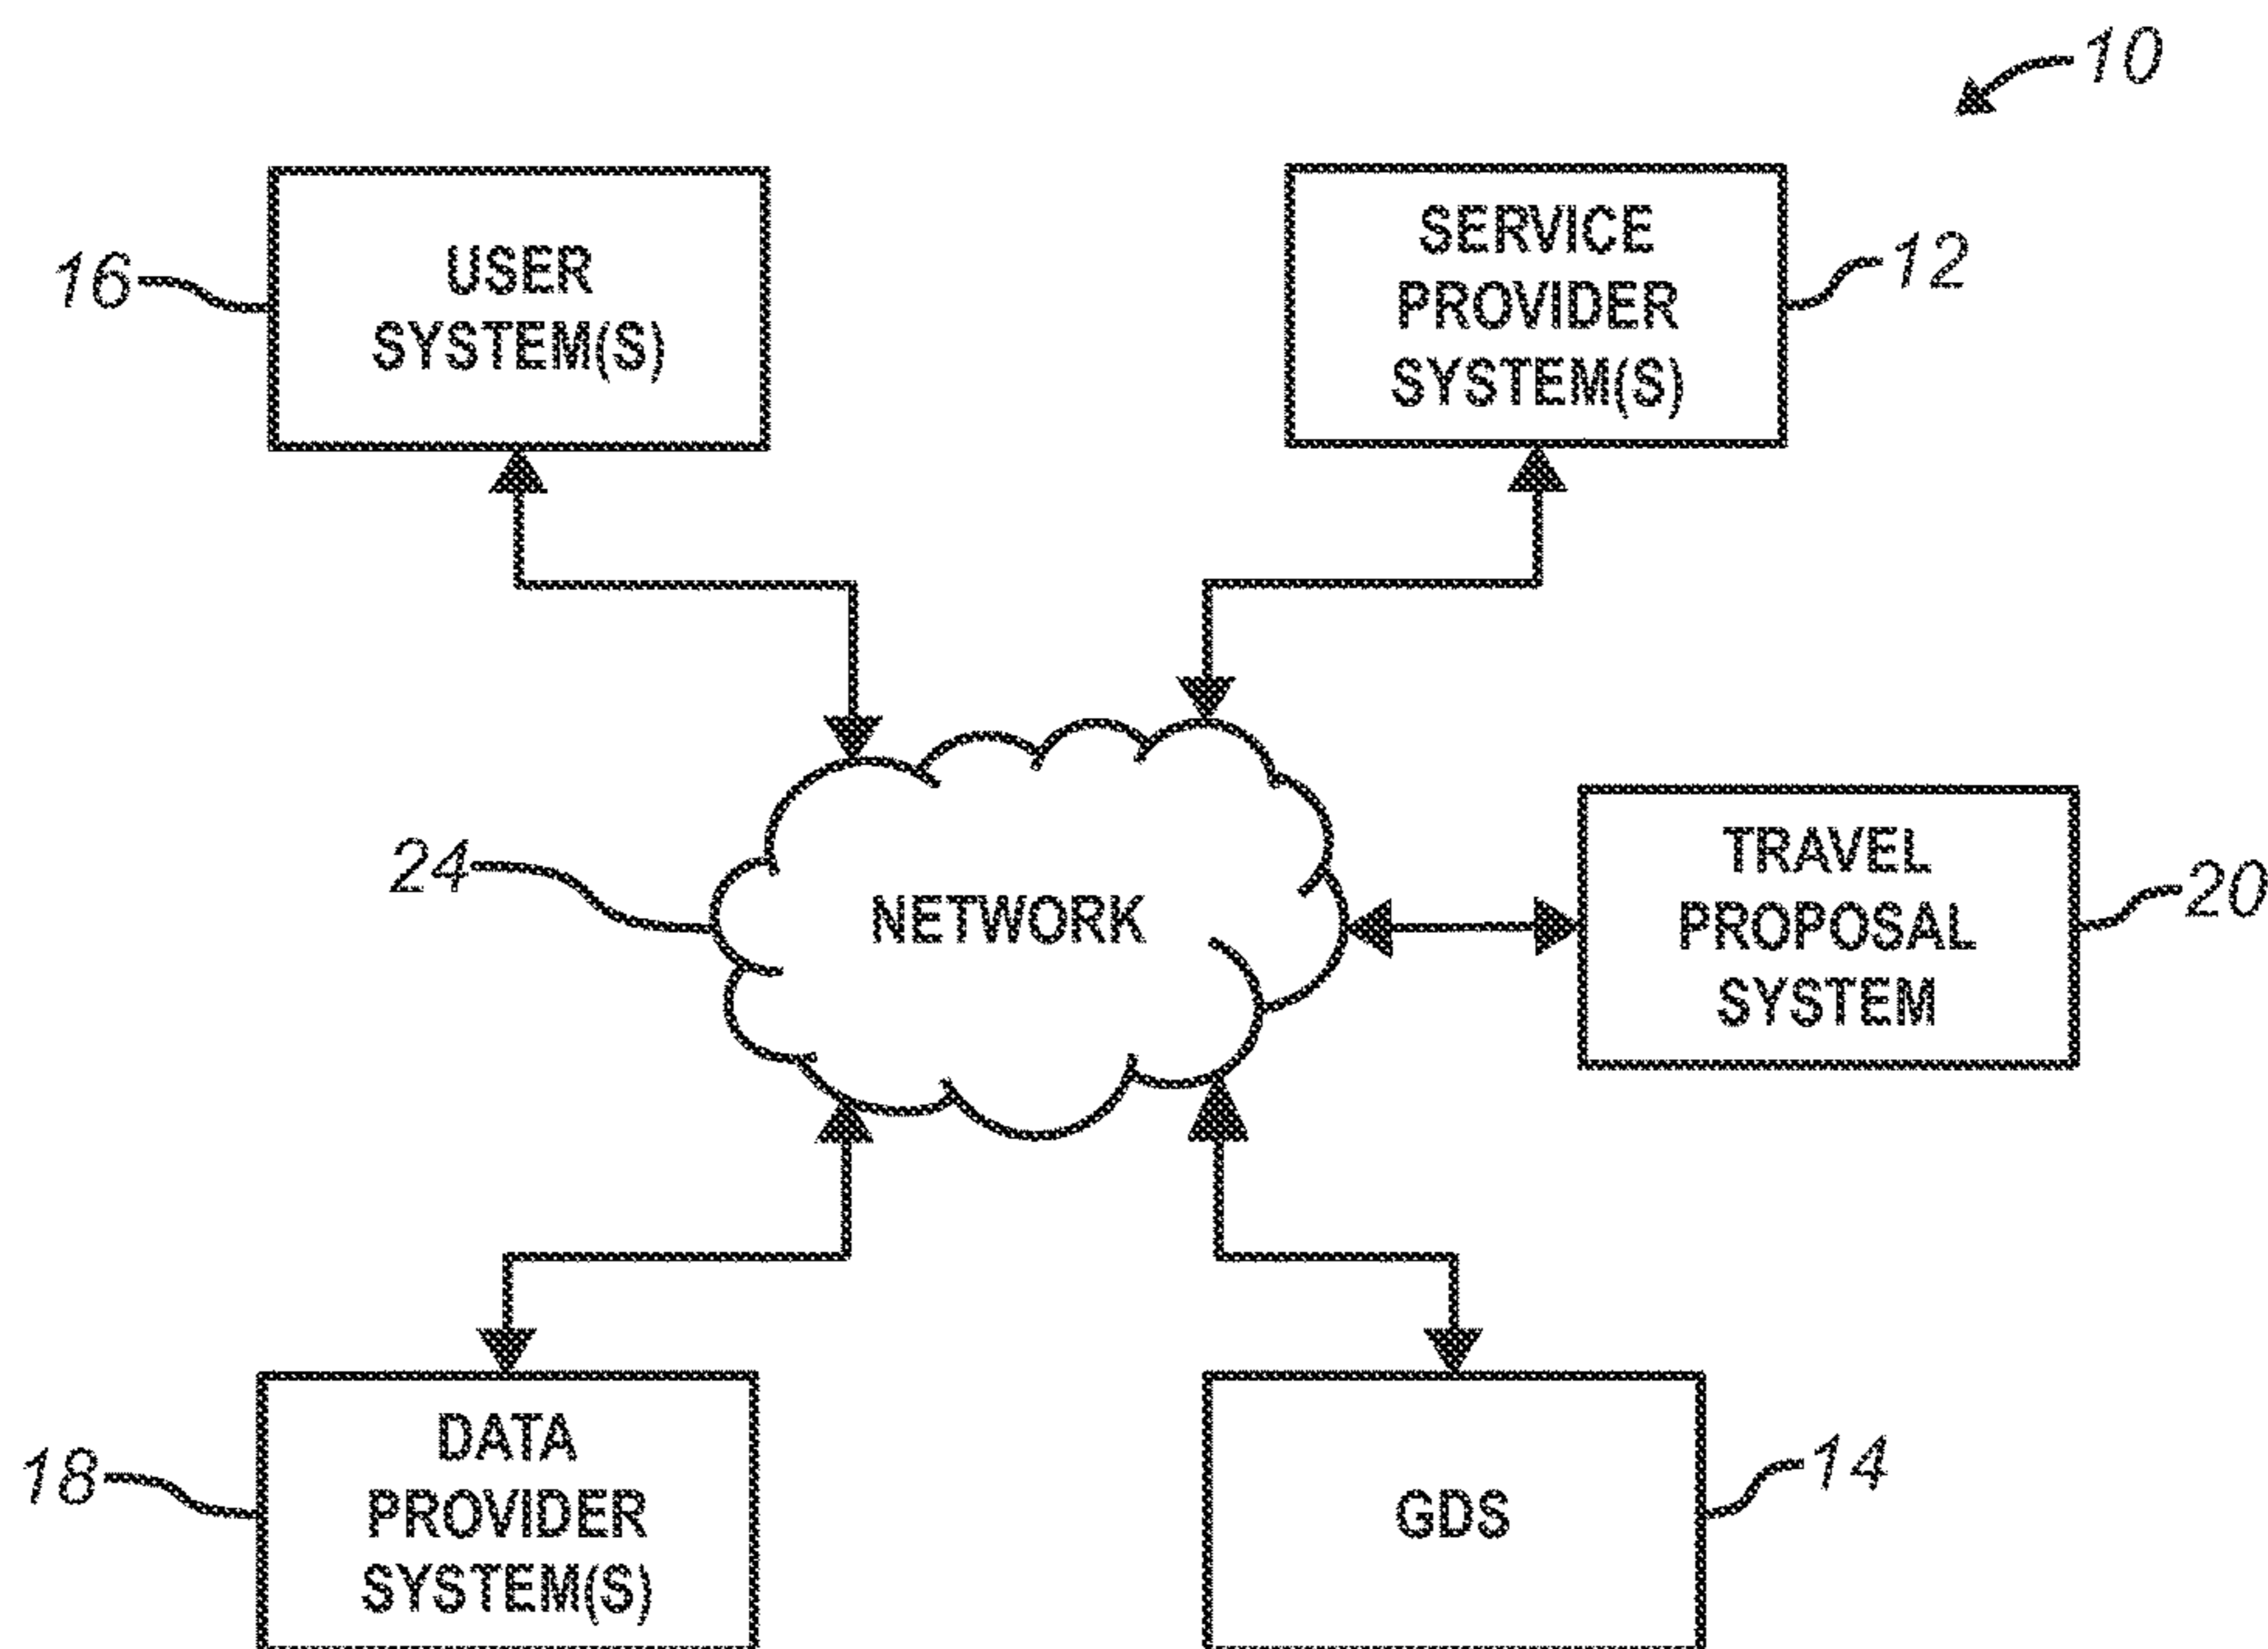 10
16
USER
SYSTEM(S)
SERVICE
PROVIDER
SYSTEM(S)
12
24
NETWORK
TRAVEL
PROPOSAL
SYSTEM
20
18
DATA
PROVIDER
SYSTEM(S)
GDS
14